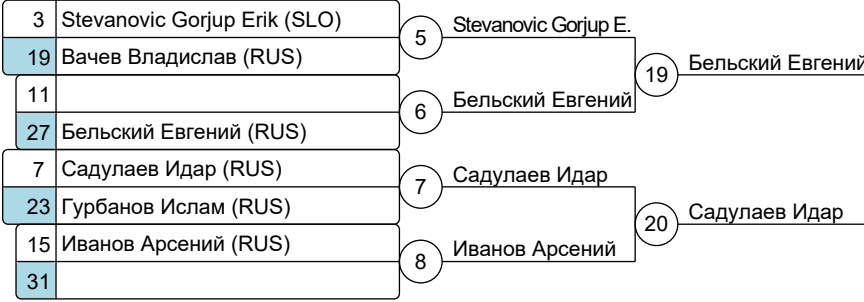 3 Stevanovic Gorjup Erik (SLO)
19 Вачев Владислав (RUS)
5
Stevanovic Gorjup E.
11
27 Бельский Евгений (RUS)
6
Бельский Евгений
19
Бельский Евгений
7 Садулаев Идар (RUS)
23 Гурбанов Ислам (RUS)
7
Садулаев Идар
15 Иванов Арсений (RUS)
31
8
Иванов Арсений
20
Садулаев Идар